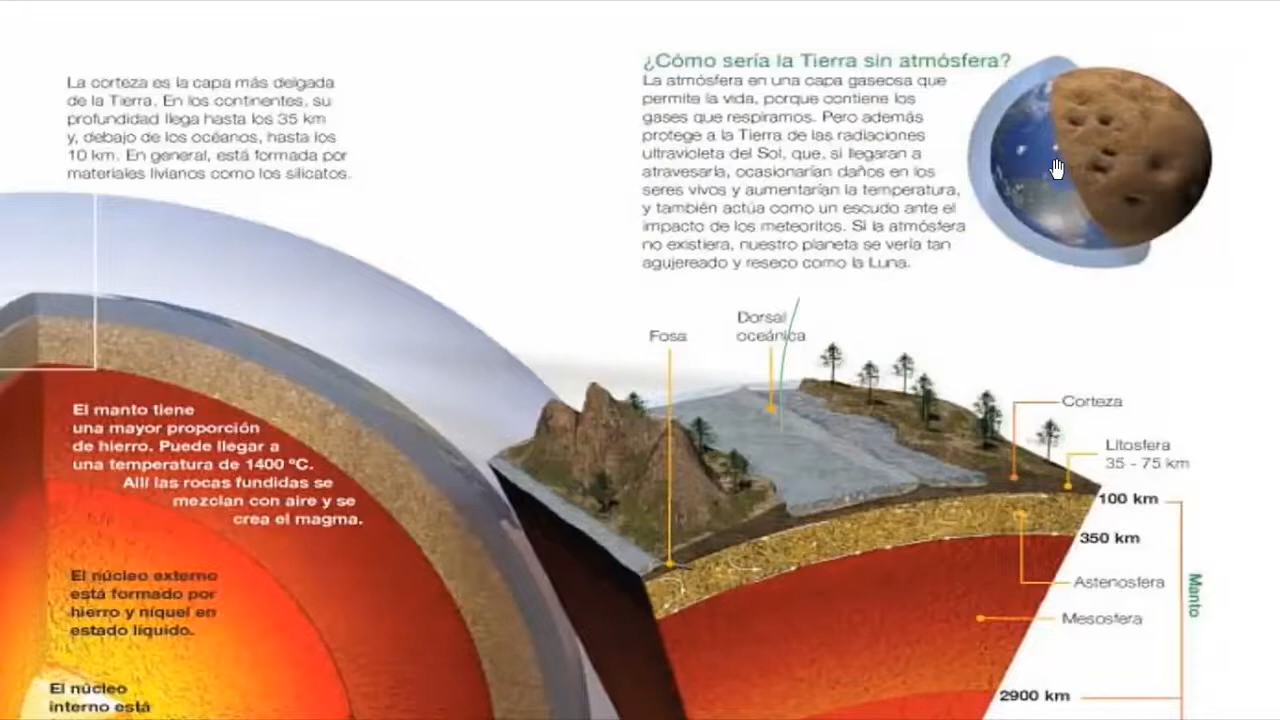 La corteza es la capa más delgada
de la Tierra. En los continentes, su
profundidad llega hasta los 35 km
y, debajo de los océanos, hasta los
10 km. En general, está formada por
materiales livianos como los silicatos.
¿Cómo sería la Tierra sin atmósfera?
La atmósfera en una capa gaseosa que
permite la vida, porque contiene los
gases que respiramos. Pero además
protege a la Tierra de las radiaciones
ultravioleta del Sol, que, si llegaran a
atravesarla, ocasionarían daños en los
seres vivos y aumentarían la temperatura,
y también actúa como un escudo ante el
impacto de los meteoritos. Si la atmósfera
no existiera, nuestro planeta se vería tan
agujereado y reseco como la Luna.
El manto tiene
una mayor proporción
de hierro. Puede llegar a
una temperatura de 1400 ºC.
Allí las rocas fundidas se
mezclan con aire y se
crea el magma.
El núcleo externo
está formado por
hierro y níquel en
estado líquido.
El núcleo
interno está
Fosa
Dorsal
oceánica
Corteza
Litosfera
35 - 75 km
100 km
350 km
Astenosfera
Mesosfera
Manto
2900 km